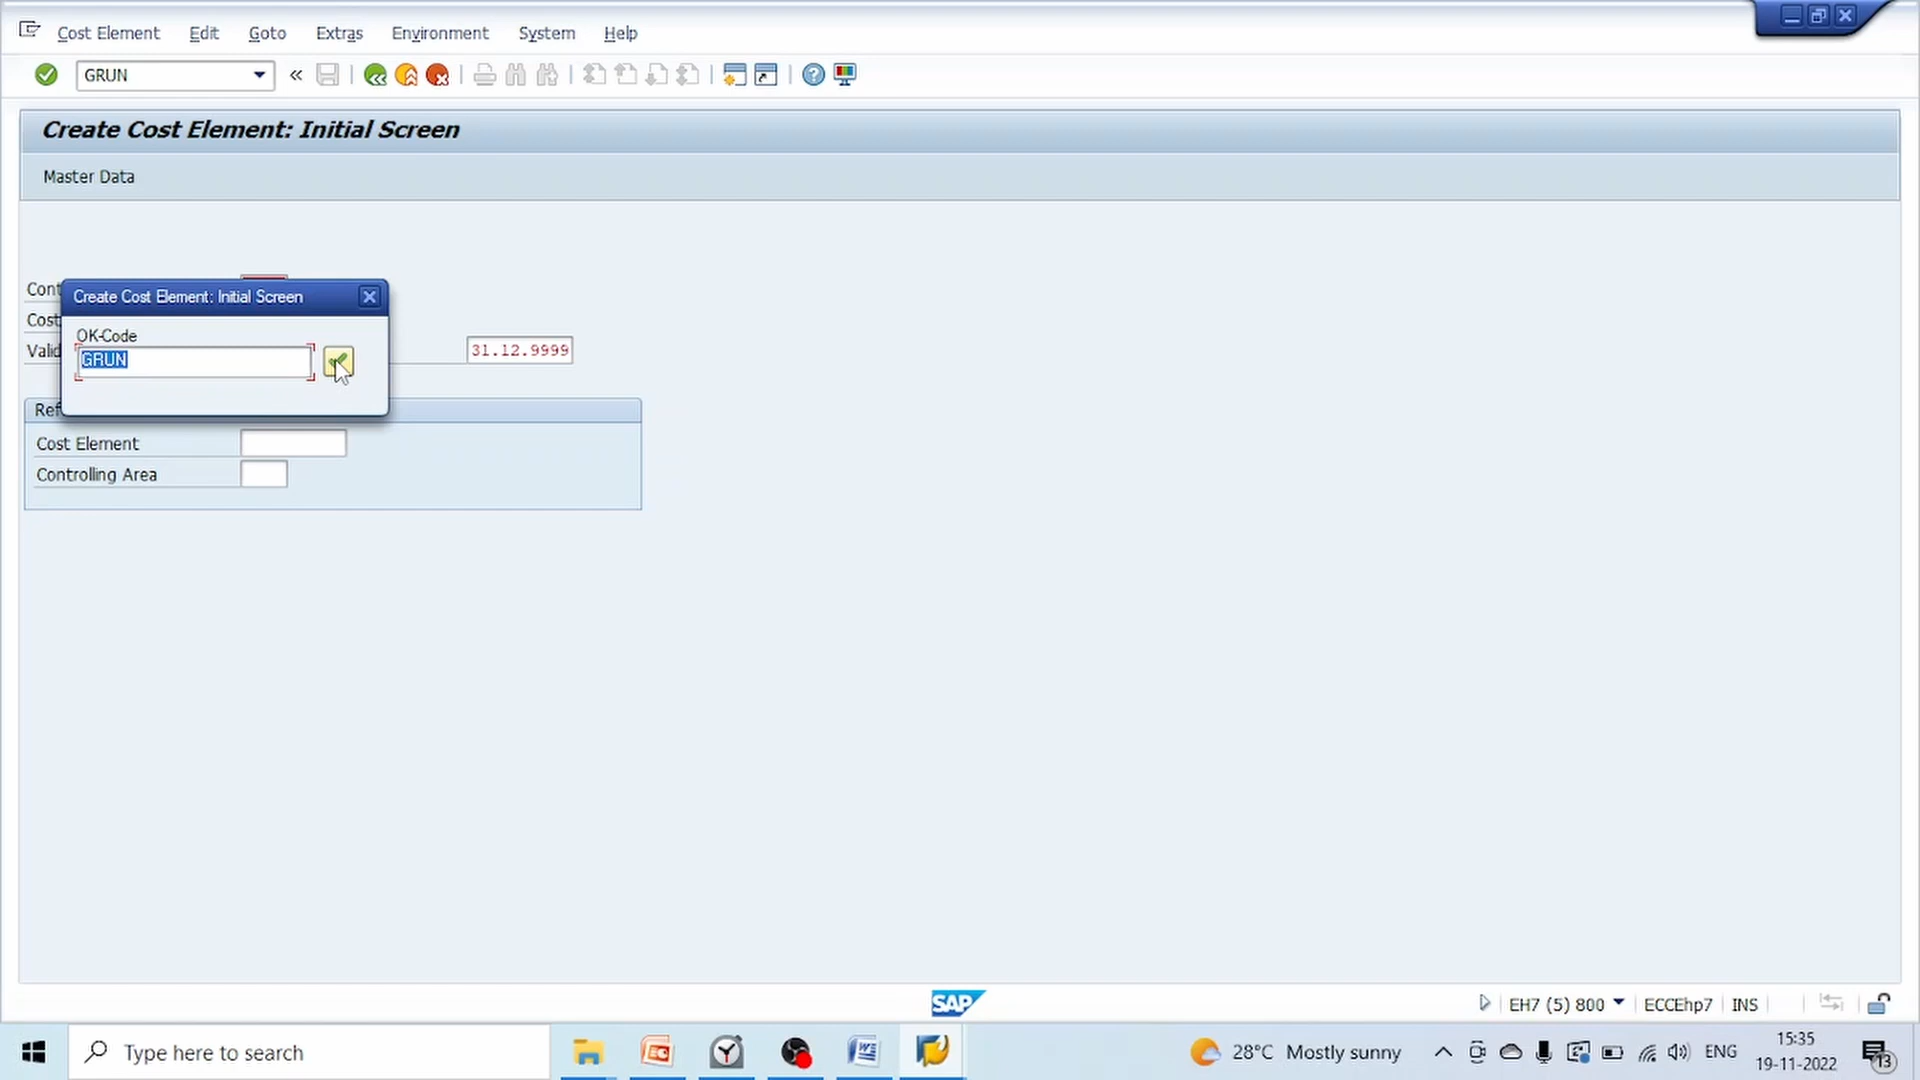 Cost Element Edit Goto Extras Environment System Help
GRUN
Create Cost Element: Initial Screen
Master Data
Cont
Create Cost Element: Initial Screen
Cost
OK-Code
Valid
31.12.9999
GRUN
Ref
Cost Element
Controlling Area
SAP
EH7 (5) 800 ECCEhp7 INS
Type here to search
28°C Mostly sunny
ENG
15:35
19-11-2022
13